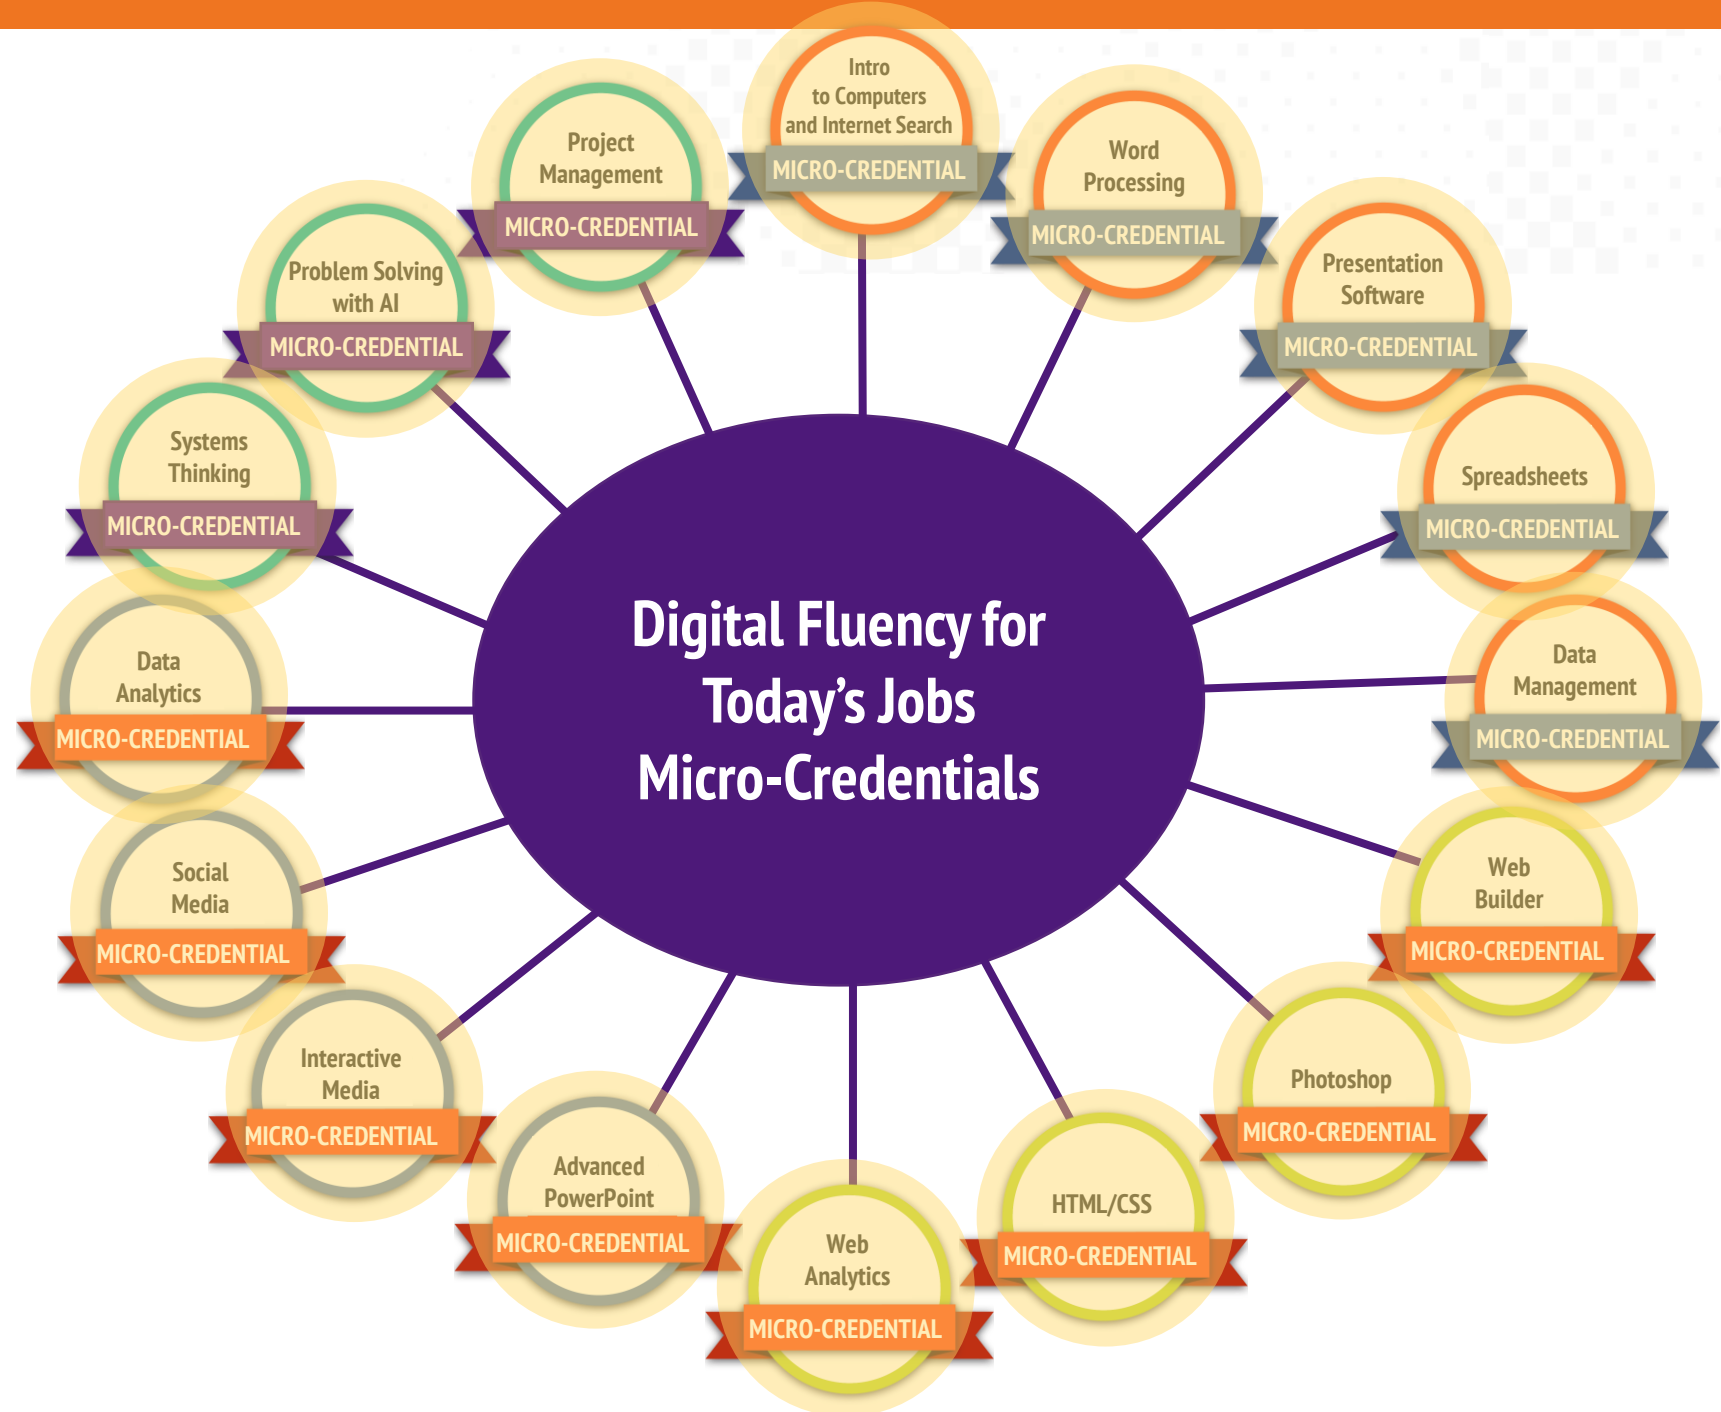 Digital Fluency for
Today's Jobs
Micro-Credentials
Intro
to Computers
and Internet Search
MICRO-CREDENTIAL
Word
Processing
MICRO-CREDENTIAL
Presentation
Software
MICRO-CREDENTIAL
Spreadsheets
MICRO-CREDENTIAL
Data
Management
MICRO-CREDENTIAL
Web
Builder
MICRO-CREDENTIAL
Photoshop
MICRO-CREDENTIAL
HTML/CSS
MICRO-CREDENTIAL
Web
Analytics
MICRO-CREDENTIAL
Advanced
PowerPoint
MICRO-CREDENTIAL
Interactive
Media
MICRO-CREDENTIAL
Social
Media
MICRO-CREDENTIAL
Data
Analytics
MICRO-CREDENTIAL
Systems
Thinking
MICRO-CREDENTIAL
Problem Solving
with AI
MICRO-CREDENTIAL
Project
Management
MICRO-CREDENTIAL